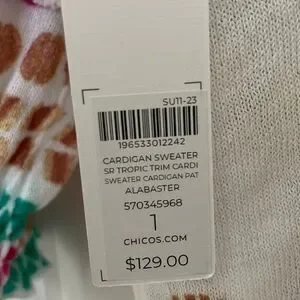 SU11-23
196533012242
CARDIGAN SWEATER
SR TROPIC TRIM CARDI
SWEATER CARDIGAN PAT
ALABASTER
570345968
1
CHICOS.COM
$129.00